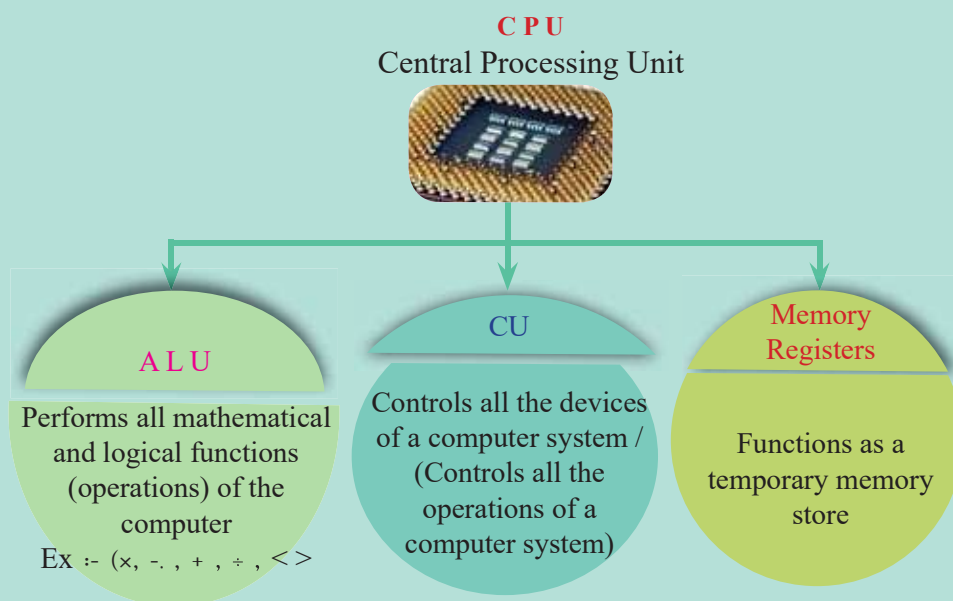 C P U
Central Processing Unit
A L U
Performs all mathematical
and logical functions
(operations) of the
computer
Ex :- (×, -. , + , ÷ , < >
CU
Controls all the devices
of a computer system /
(Controls all the
operations of a
computer system)
Memory
Registers
Functions as a
temporary memory
store